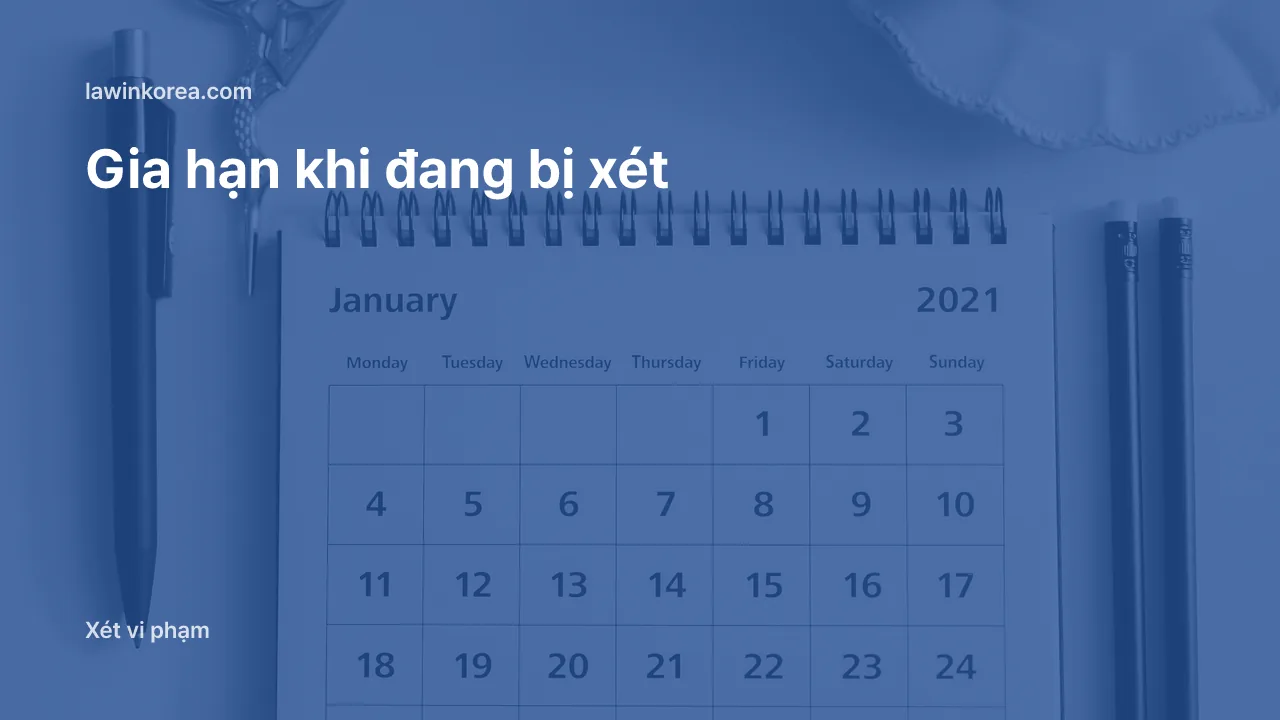 lawinkorea.com
Gia hạn khi đang bị xét
January 2021
Monday Tuesday Wednesday Thursday Friday Saturday Sunday
1 2 3
4 5 6 7 8 9 10
11 12 13 14 15 16 17
Xét vi phạm
18 19 20 21 22 23 24